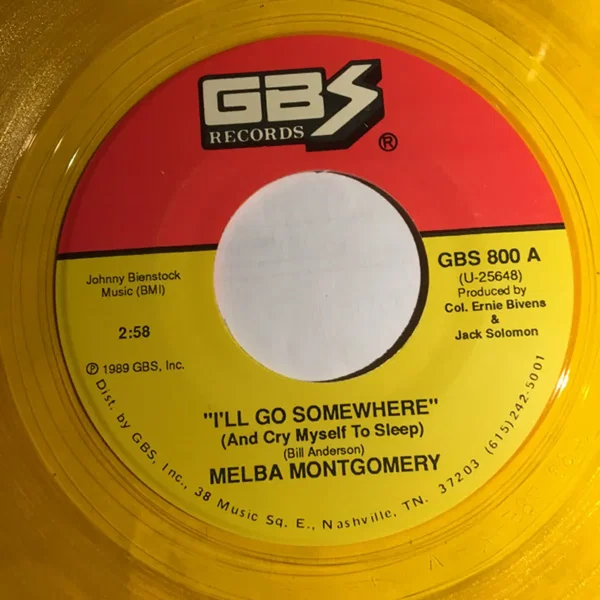 GBS
RECORDS
®
Johnny Bienstock
Music (BMI)
2:58
℗ 1989 GBS, Inc.
GBS 800 A
(U-25648)
Produced by
Col. Ernie Bivens
&
Jack Solomon
"I'LL GO SOMEWHERE"
(And Cry Myself To Sleep)
(Bill Anderson)
MELBA MONTGOMERY
Dist. by GBS, Inc., 38 Music Sq. E., Nashville, TN. 37203 (615)242-5001